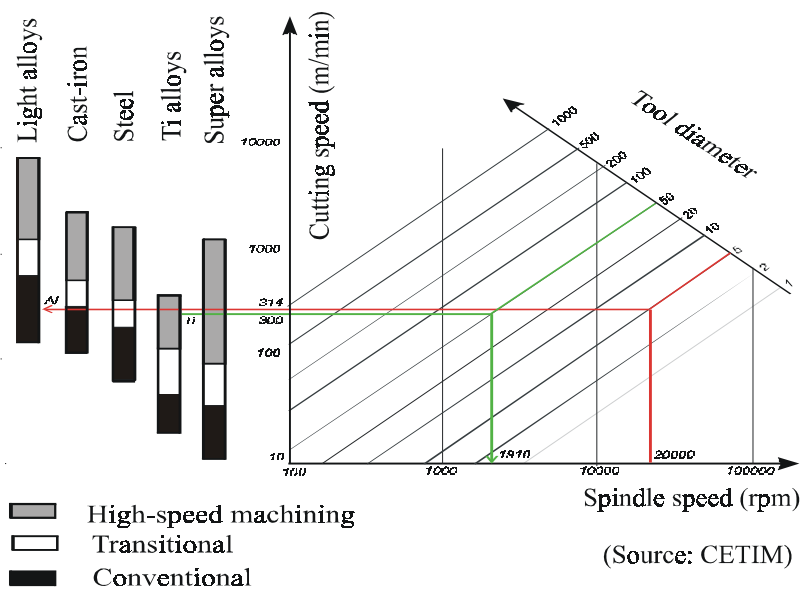 Light alloys
Cast-iron
Steel
Ti alloys
Super alloys
Cutting speed (m/min)
10000
1000
314
300
100
10
Tool diameter
1000
500
200
100
50
20
10
5
2
1
Ti
100
1000
1910
10000
20000
100000
Spindle speed (rpm)
High-speed machining
Transitional
Conventional
(Source: CETIM)